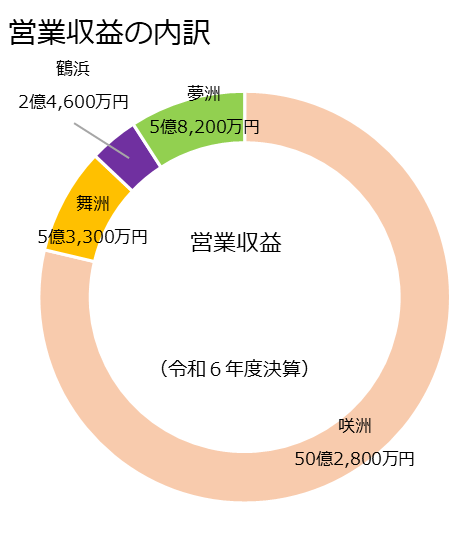 営業収益の内訳
鶴浜
2億4,600万円
夢洲
5億8,200万円
舞洲
5億3,300万円
営業収益
（令和６年度決算）
咲洲
50億2,800万円